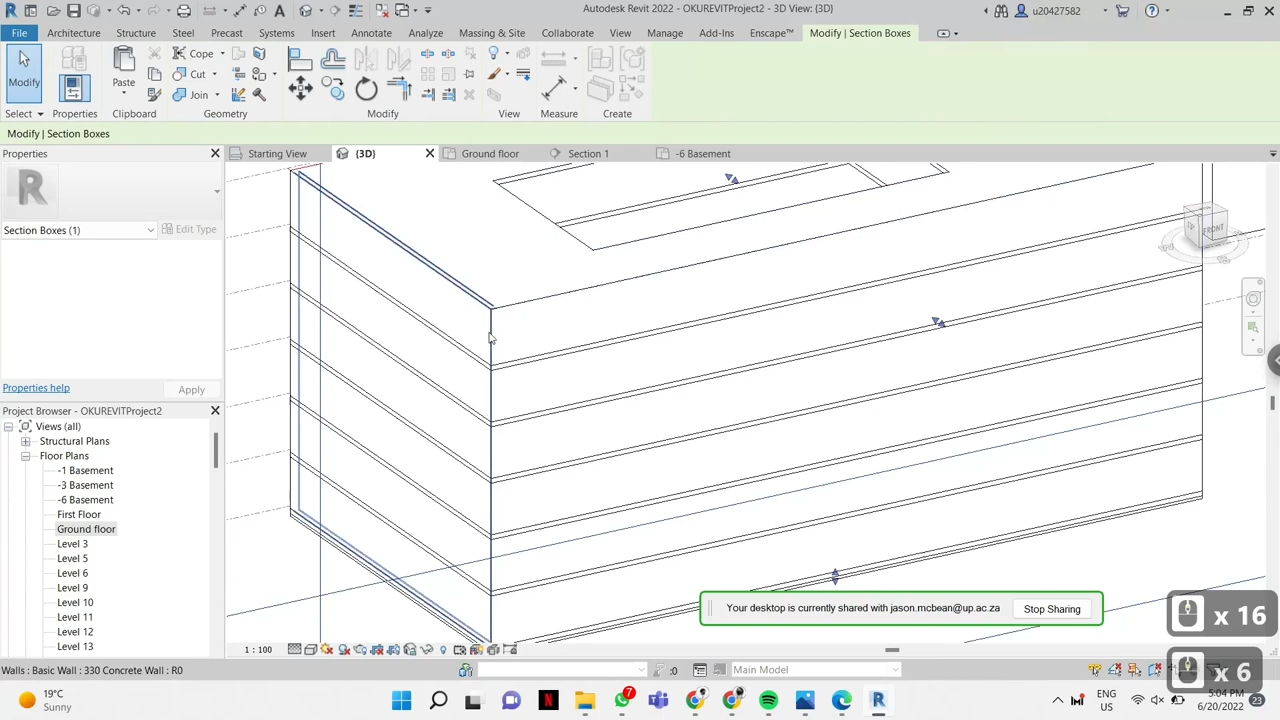 Autodesk Revit 2022 - OKUREVITProject2 - 3D View: {3D}
u20427582
File Architecture Structure Steel Precast Systems Insert Annotate Analyze Massing & Site Collaborate View Manage Add-Ins Enscape™ Modify | Section Boxes
Modify
Paste
Cope
Cut
Join
Select Properties Clipboard Geometry Modify View Measure Create
Modify | Section Boxes
Properties
Starting View
{3D}
Ground floor
Section 1
-6 Basement
R
Section Boxes (1)
Edit Type
FRONT
Properties help
Apply
Project Browser - OKUREVITProject2
Views (all)
Structural Plans
Floor Plans
-1 Basement
-3 Basement
-6 Basement
First Floor
Ground floor
Level 3
Level 5
Level 6
Level 9
Level 10
Level 11
Level 12
Level 13
Your desktop is currently shared with jason.mcbean@up.ac.za
Stop Sharing
x 16
x 6
1 : 100
Walls : Basic Wall : 330 Concrete Wall : R0
:0
Main Model
19°C
Sunny
7
N
R
ENG
US
5:04 PM
6/20/2022
23